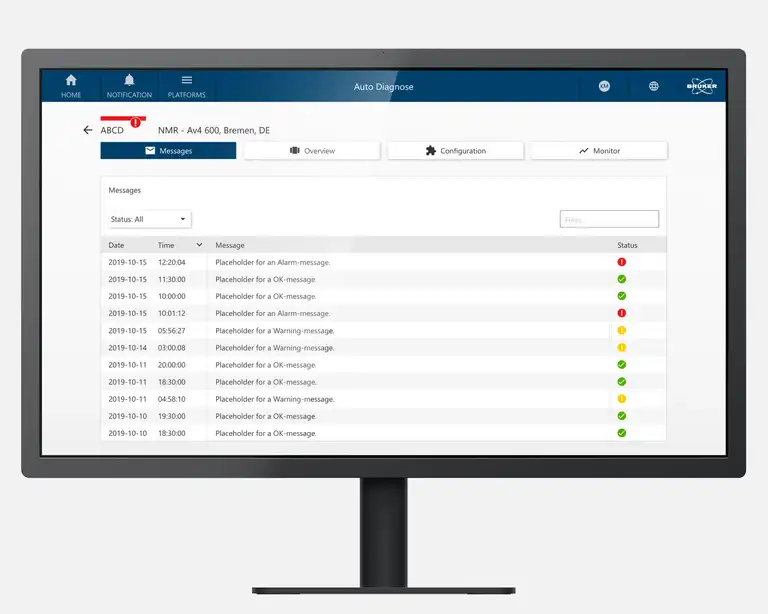 Auto Diagnose
KM
BRUKER
HOME
NOTIFICATION
PLATFORMS
ABCD
NMR - Av4 600, Bremen, DE
Messages
Overview
Configuration
Monitor
Messages
Status: All
Filter...
Date Time Message Status
2019-10-15 12:20:04 Placeholder for an Alarm-message.
2019-10-15 11:30:00 Placeholder for a OK-message.
2019-10-15 10:00:00 Placeholder for a OK-message.
2019-10-15 10:01:12 Placeholder for an Alarm-message.
2019-10-15 05:56:27 Placeholder for a Warning-message.
2019-10-14 03:00:08 Placeholder for a Warning-message.
2019-10-11 20:00:00 Placeholder for a OK-message.
2019-10-11 18:30:00 Placeholder for a OK-message.
2019-10-11 04:58:10 Placeholder for a Warning-message.
2019-10-10 19:30:00 Placeholder for a OK-message.
2019-10-10 18:30:00 Placeholder for a OK-message.